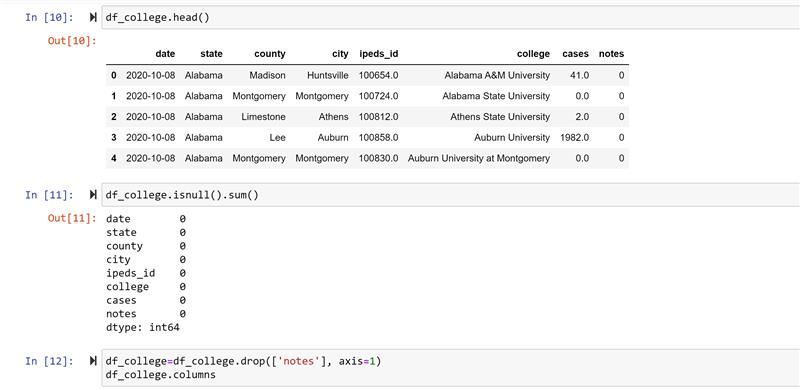 In [10]: df_college.head()
Out[10]:
date state county city ipeds_id college cases notes
0 2020-10-08 Alabama Madison Huntsville 100654.0 Alabama A&M University 41.0 0
1 2020-10-08 Alabama Montgomery Montgomery 100724.0 Alabama State University 0.0 0
2 2020-10-08 Alabama Limestone Athens 100812.0 Athens State University 2.0 0
3 2020-10-08 Alabama Lee Auburn 100858.0 Auburn University 1982.0 0
4 2020-10-08 Alabama Montgomery Montgomery 100830.0 Auburn University at Montgomery 0.0 0
In [11]: df_college.isnull().sum()
Out[11]: date 0
state 0
county 0
city 0
ipeds_id 0
college 0
cases 0
notes 0
dtype: int64
In [12]: df_college=df_college.drop(['notes'], axis=1)
df_college.columns